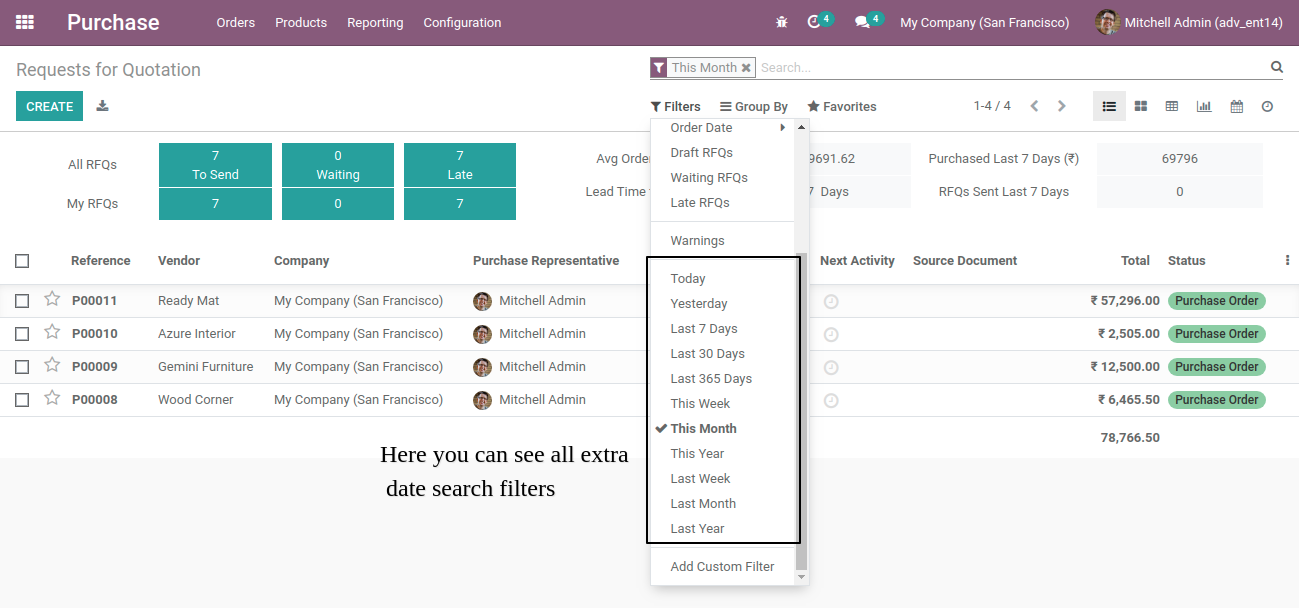 Purchase Orders Products Reporting Configuration 4 4 My Company (San Francisco) Mitchell Admin (adv_ent14)
Requests for Quotation This Month Search...
CREATE Filters Group By Favorites 1-4 / 4
All RFQs 7 To Send 0 Waiting 7 Late
My RFQs 7 0 7
Avg Orde 9691.62 Purchased Last 7 Days (₹) 69796
Lead Time 7 Days RFQs Sent Last 7 Days 0
Order Date
Draft RFQs
Waiting RFQs
Late RFQs
Warnings
Today
Yesterday
Last 7 Days
Last 30 Days
Last 365 Days
This Week
This Month
This Year
Last Week
Last Month
Last Year
Add Custom Filter
Reference Vendor Company Purchase Representative Next Activity Source Document Total Status
P00011 Ready Mat My Company (San Francisco) Mitchell Admin ₹ 57,296.00 Purchase Order
P00010 Azure Interior My Company (San Francisco) Mitchell Admin ₹ 2,505.00 Purchase Order
P00009 Gemini Furniture My Company (San Francisco) Mitchell Admin ₹ 12,500.00 Purchase Order
P00008 Wood Corner My Company (San Francisco) Mitchell Admin ₹ 6,465.50 Purchase Order
78,766.50
Here you can see all extra
date search filters